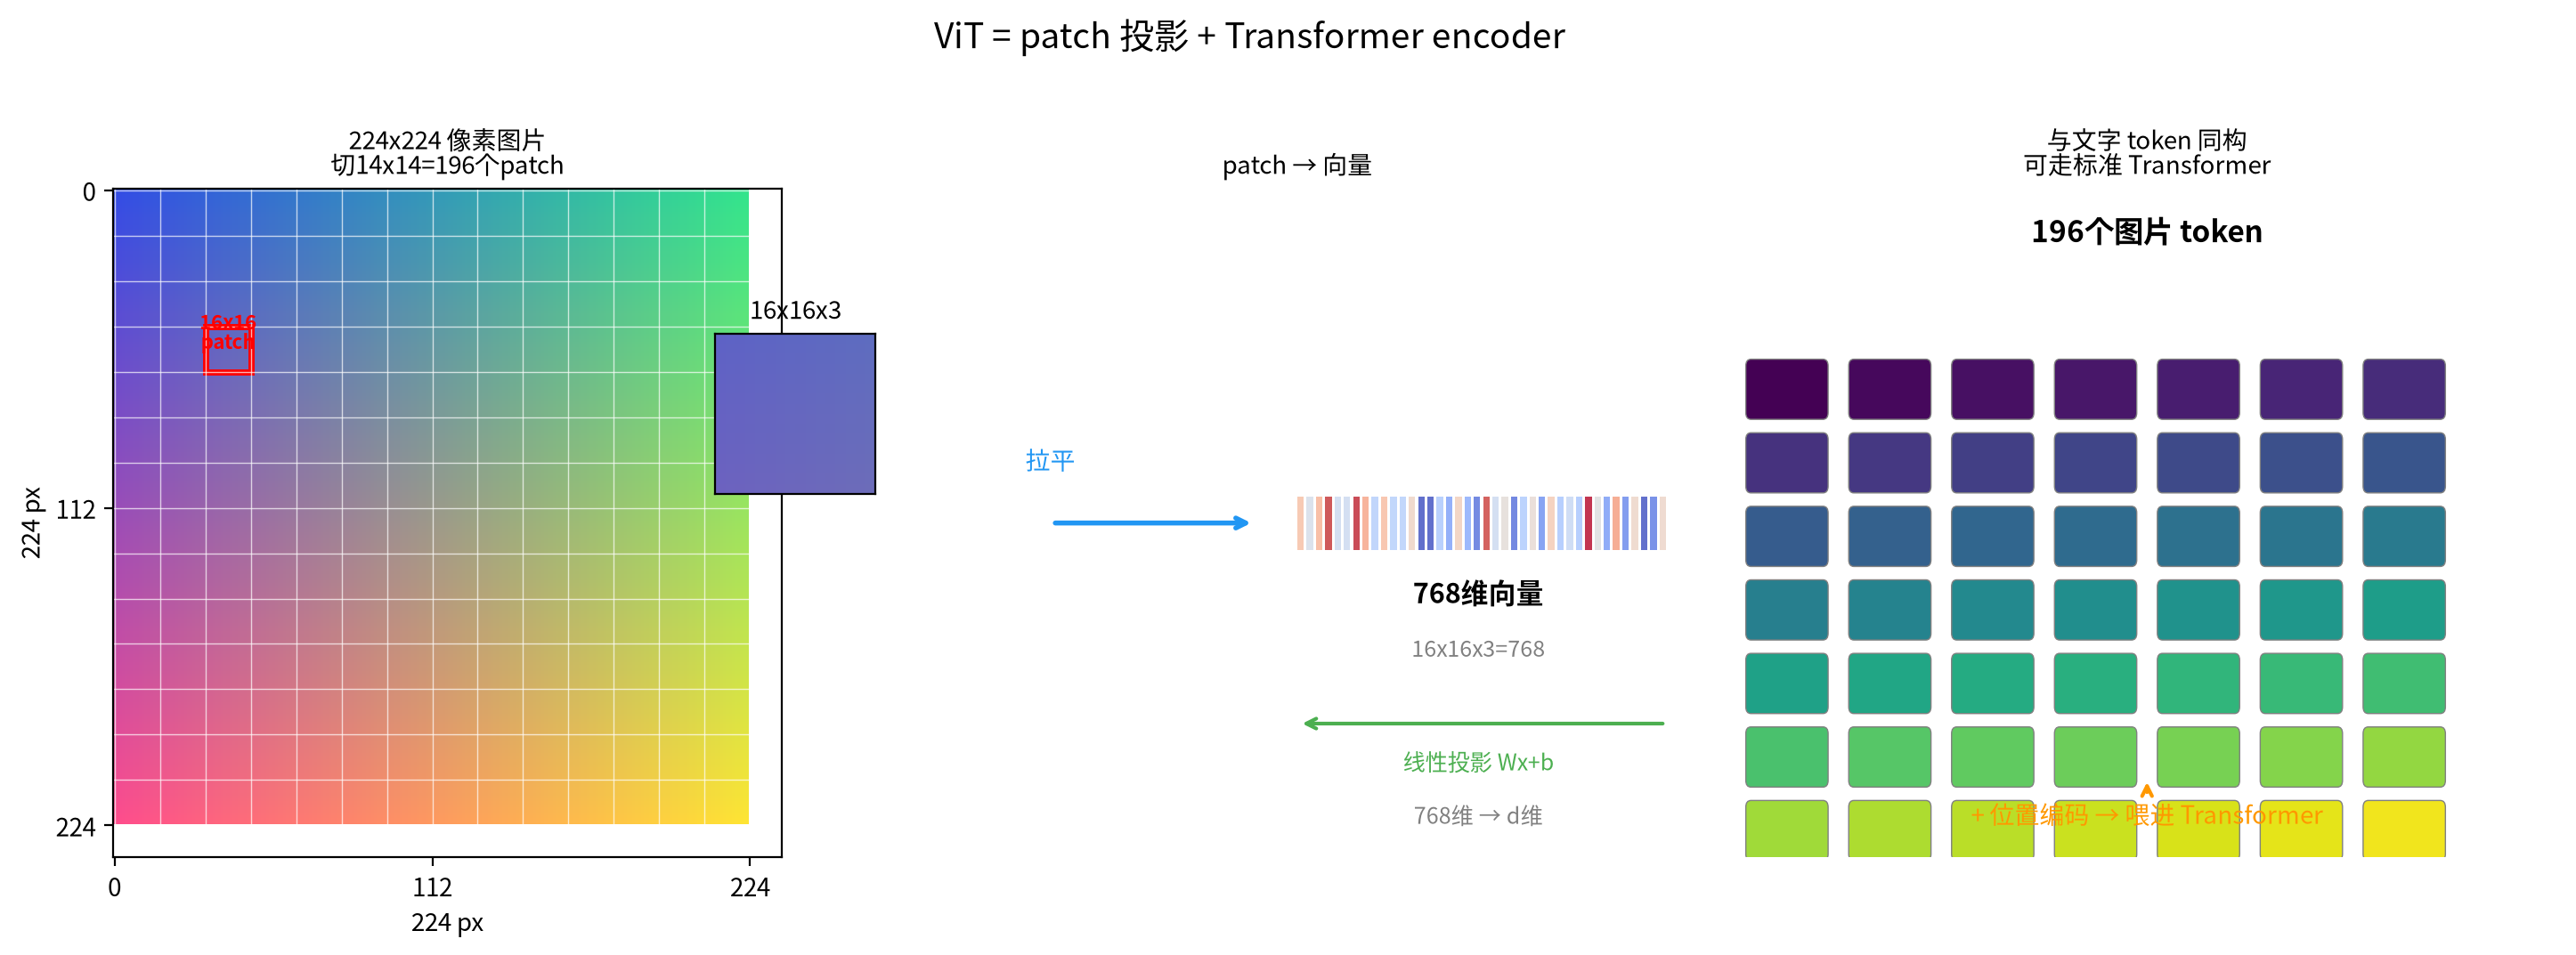 ViT = patch 投影 + Transformer encoder
224x224 像素图片
切14x14=196个patch
0
112
224
224 px
16x16
patch
16x16x3
0
112
224
224 px
patch → 向量
拉平
768维向量
16x16x3=768
线性投影 Wx+b
768维 → d维
与文字 token 同构
可走标准 Transformer
196个图片 token
+ 位置编码 → 喂进 Transformer